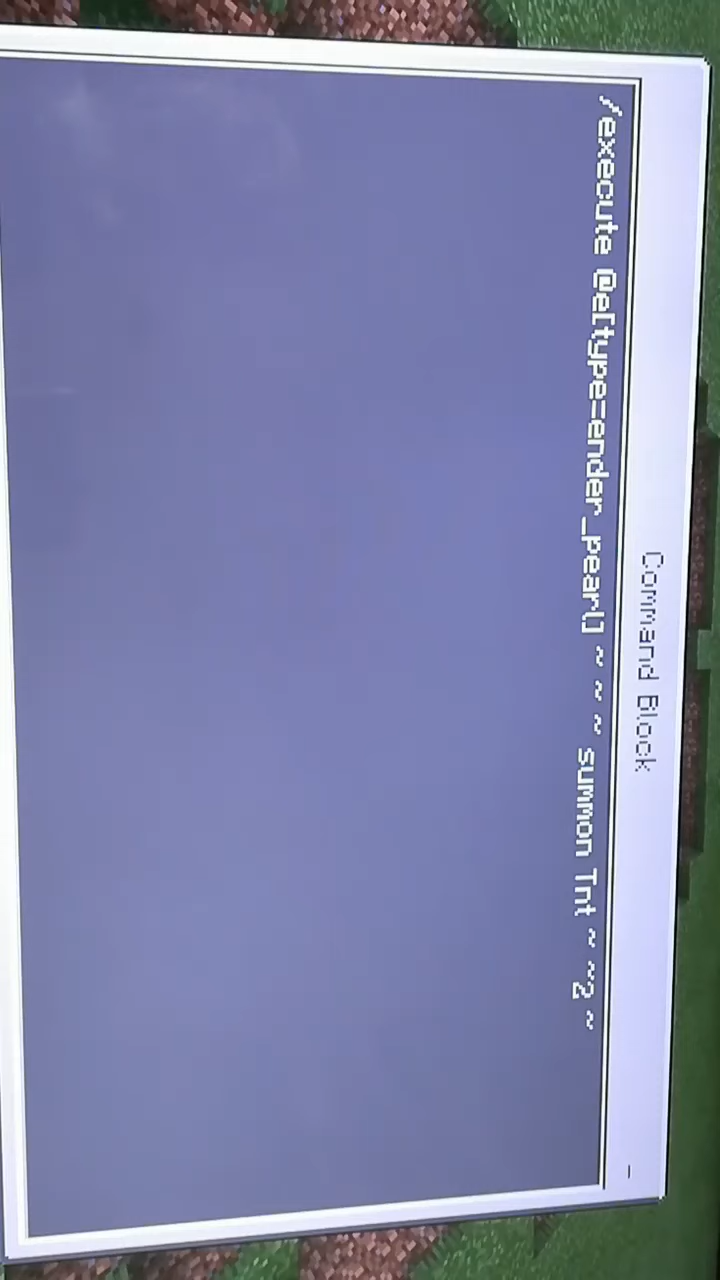 Command Block
/execute @e[type=ender_pearl] ~ ~ ~ summon Tnt ~ ~2 ~